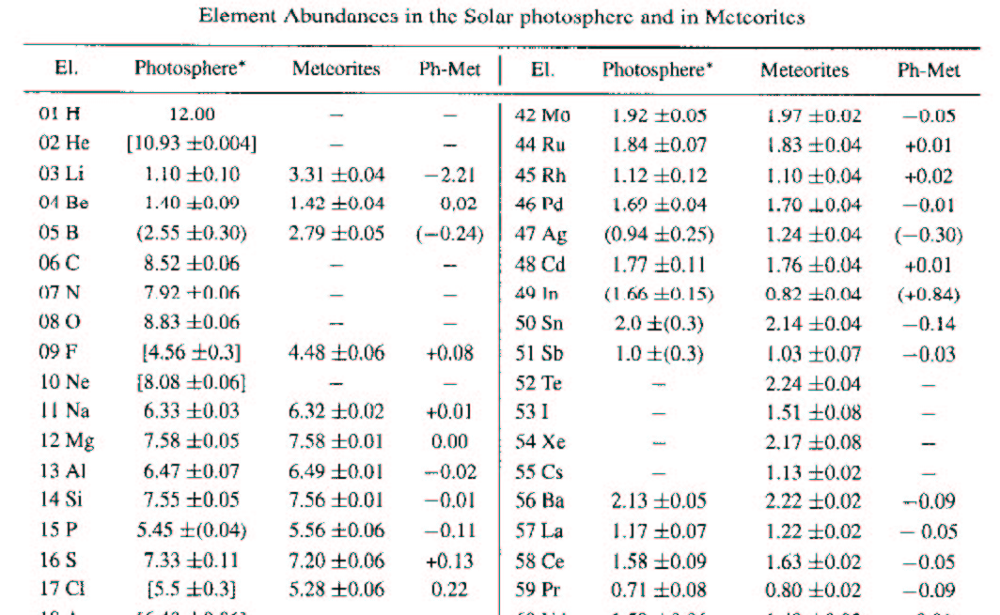 Element Abundances in the Solar photosphere and in Meteorites
El. Photosphere* Meteorites Ph-Met El. Photosphere* Meteorites Ph-Met
01 H 12.00 – – 42 Mo 1.92 ±0.05 1.97 ±0.02 −0.05
02 He [10.93 ±0.004] – – 44 Ru 1.84 ±0.07 1.83 ±0.04 +0.01
03 Li 1.10 ±0.10 3.31 ±0.04 −2.21 45 Rh 1.12 ±0.12 1.10 ±0.04 +0.02
04 Be 1.40 ±0.09 1.42 ±0.04 0.02 46 Pd 1.69 ±0.04 1.70 ±0.04 −0.01
05 B (2.55 ±0.30) 2.79 ±0.05 (−0.24) 47 Ag (0.94 ±0.25) 1.24 ±0.04 (−0.30)
06 C 8.52 ±0.06 – – 48 Cd 1.77 ±0.11 1.76 ±0.04 +0.01
07 N 7.92 ±0.06 – – 49 In (1.66 ±0.15) 0.82 ±0.04 (+0.84)
08 O 8.83 ±0.06 – – 50 Sn 2.0 ±(0.3) 2.14 ±0.04 −0.14
09 F [4.56 ±0.3] 4.48 ±0.06 +0.08 51 Sb 1.0 ±(0.3) 1.03 ±0.07 −0.03
10 Ne [8.08 ±0.06] – – 52 Te – 2.24 ±0.04 –
11 Na 6.33 ±0.03 6.32 ±0.02 +0.01 53 I – 1.51 ±0.08 –
12 Mg 7.58 ±0.05 7.58 ±0.01 0.00 54 Xe – 2.17 ±0.08 –
13 Al 6.47 ±0.07 6.49 ±0.01 −0.02 55 Cs – 1.13 ±0.02 –
14 Si 7.55 ±0.05 7.56 ±0.01 −0.01 56 Ba 2.13 ±0.05 2.22 ±0.02 −0.09
15 P 5.45 ±(0.04) 5.56 ±0.06 −0.11 57 La 1.17 ±0.07 1.22 ±0.02 − 0.05
16 S 7.33 ±0.11 7.20 ±0.06 +0.13 58 Ce 1.58 ±0.09 1.63 ±0.02 −0.05
17 Cl [5.5 ±0.3] 5.28 ±0.06 0.22 59 Pr 0.71 ±0.08 0.80 ±0.02 −0.09